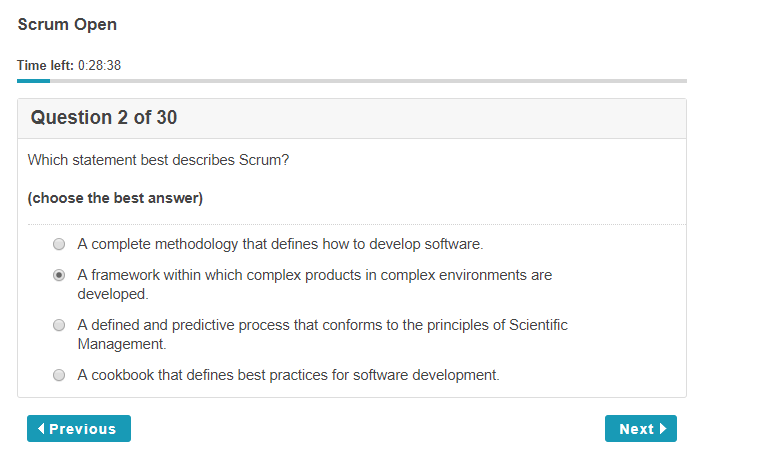 Scrum Open
Time left: 0:28:38
Question 2 of 30
Which statement best describes Scrum?
(choose the best answer)
A complete methodology that defines how to develop software.
A framework within which complex products in complex environments are
developed.
A defined and predictive process that conforms to the principles of Scientific
Management.
A cookbook that defines best practices for software development.
Previous
Next